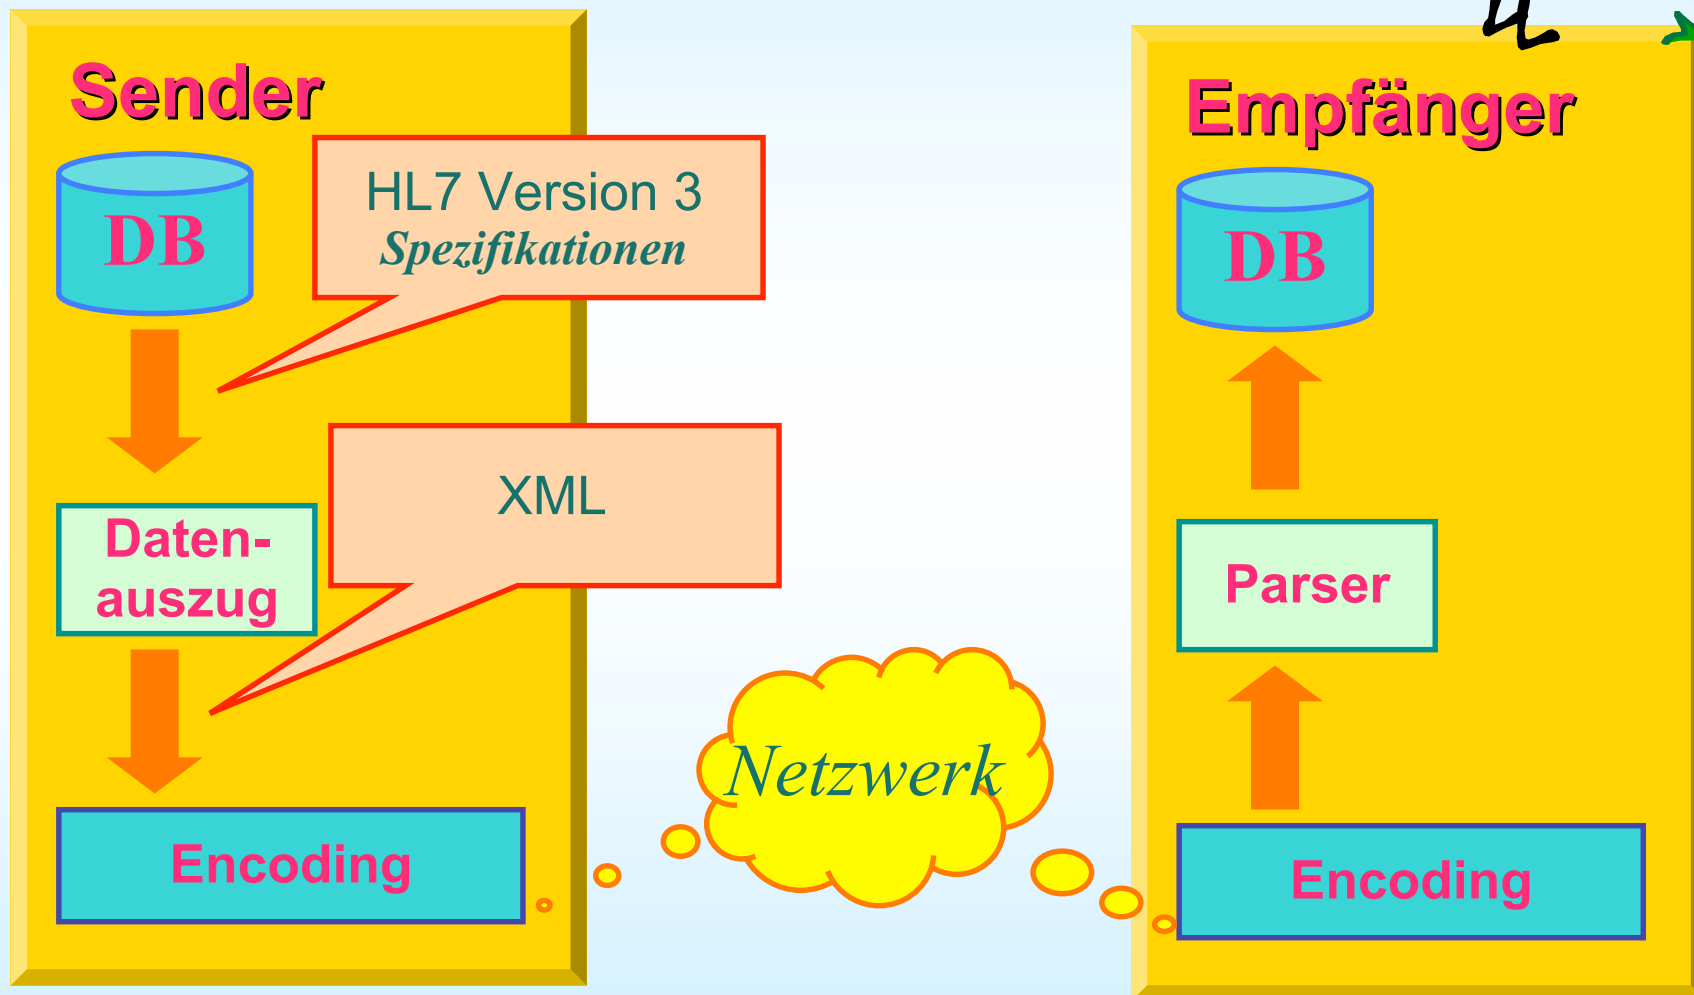 Sender
DB
HL7 Version 3
Spezifikationen
Daten-
auszug
XML
Encoding
Netzwerk
Empfänger
DB
Parser
Encoding